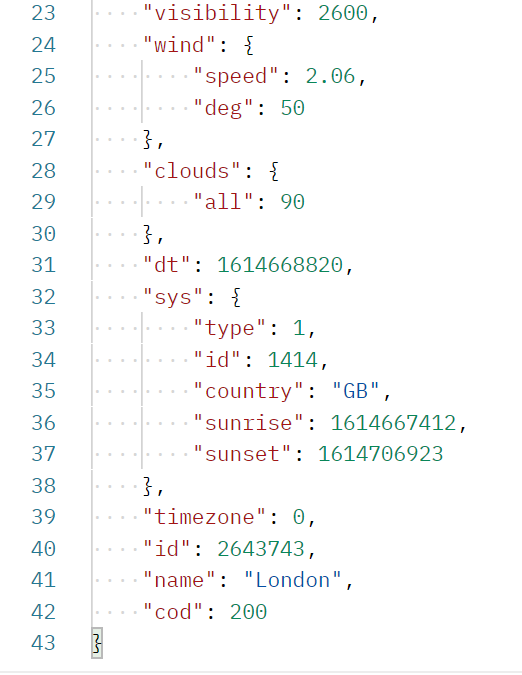 23 "visibility": 2600,
24 "wind": {
25 "speed": 2.06,
26 "deg": 50
27 },
28 "clouds": {
29 "all": 90
30 },
31 "dt": 1614668820,
32 "sys": {
33 "type": 1,
34 "id": 1414,
35 "country": "GB",
36 "sunrise": 1614667412,
37 "sunset": 1614706923
38 },
39 "timezone": 0,
40 "id": 2643743,
41 "name": "London",
42 "cod": 200
43 }